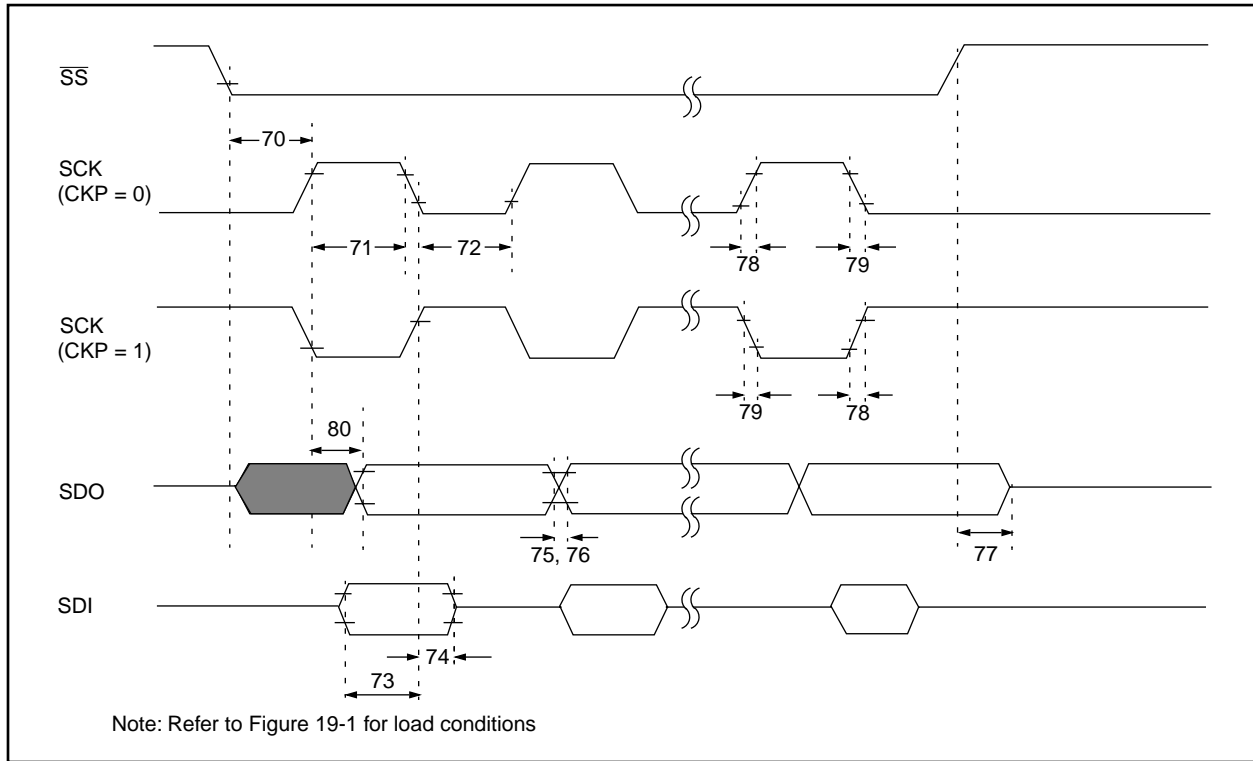 SS
70
SCK
(CKP = 0)
71
72
78
79
SCK
(CKP = 1)
79
78
80
SDO
75, 76
77
SDI
74
73
Note: Refer to Figure 19-1 for load conditions